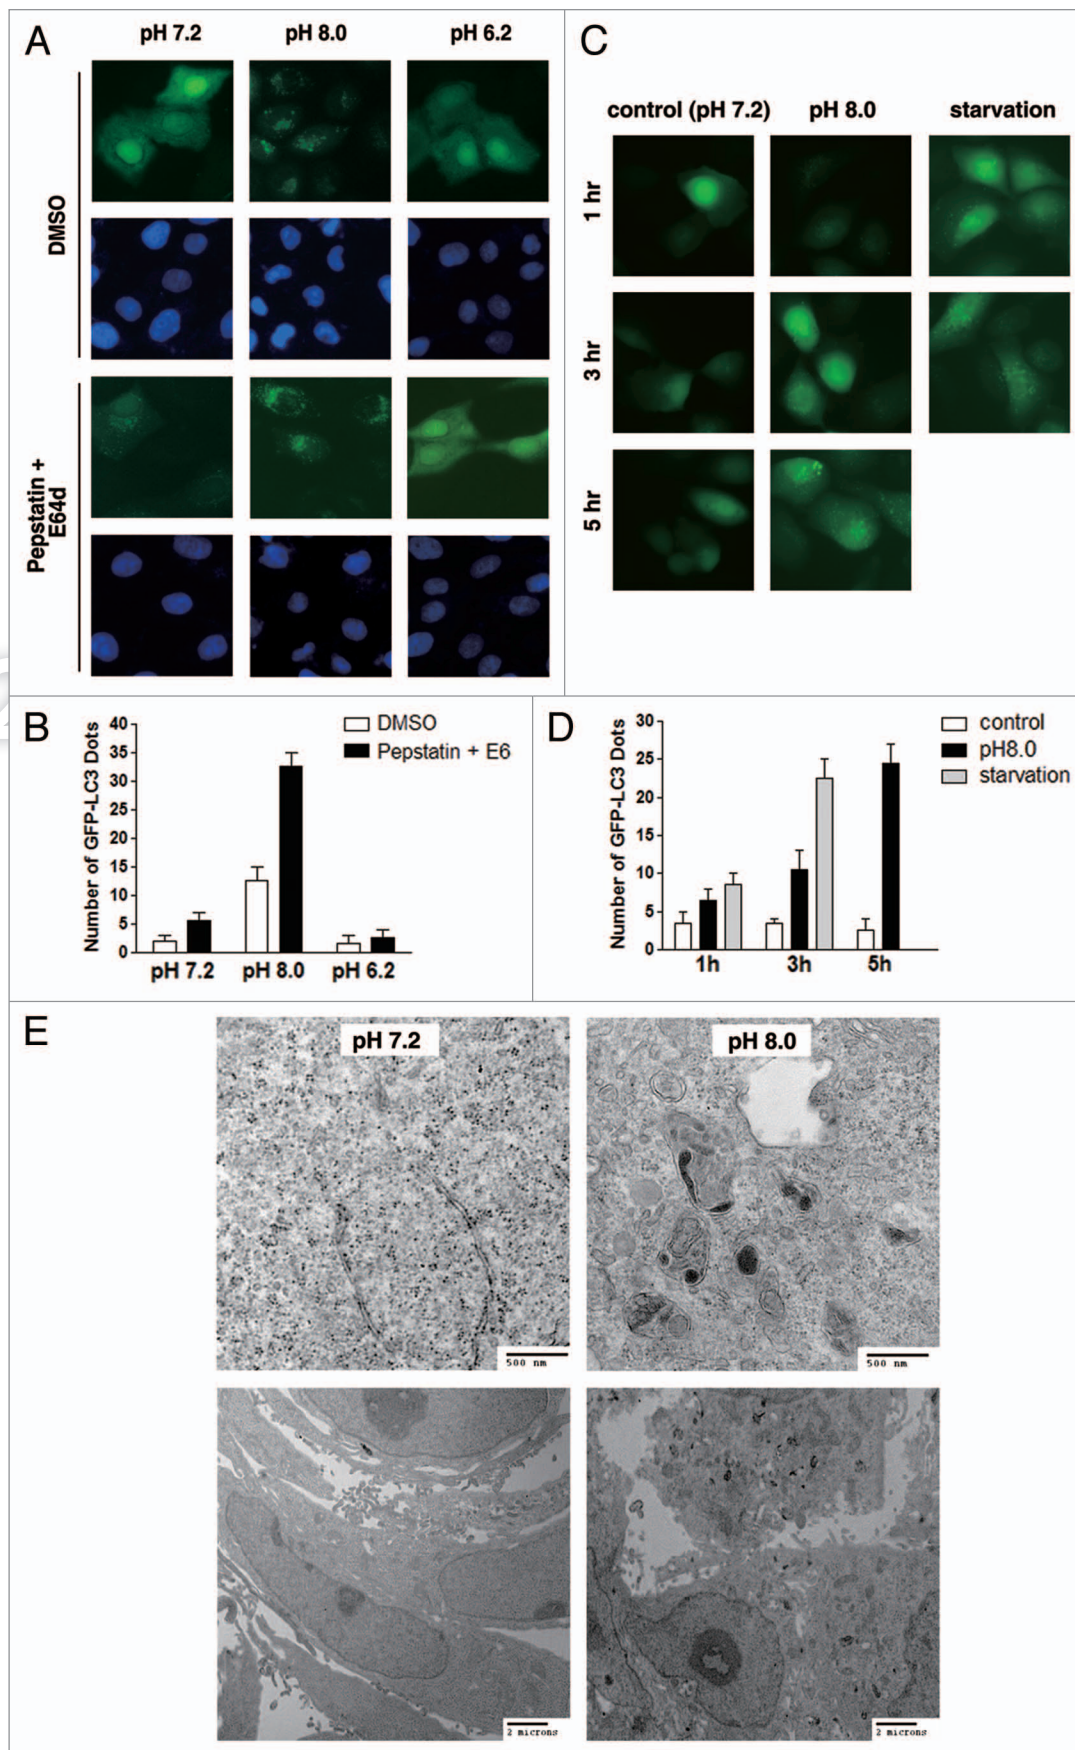 A
pH 7.2 pH 8.0 pH 6.2
DMSO
Pepstatin +
E64d
C
control (pH 7.2) pH 8.0 starvation
1 hr
3 hr
5 hr
B
Number of GFP-LC3 Dots
40
35
30
25
20
15
10
5
0
DMSO
Pepstatin + E6
pH 7.2 pH 8.0 pH 6.2
D
Number of GFP-LC3 Dots
30
25
20
15
10
5
0
control
pH8.0
starvation
1h 3h 5h
E
pH 7.2 pH 8.0
500 nm 500 nm
2 microns 2 microns